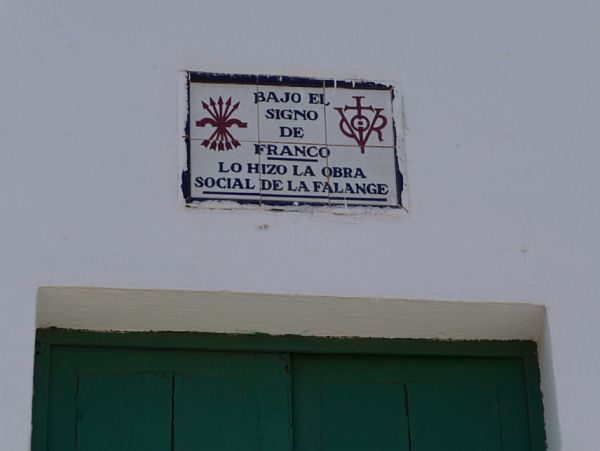 BAJO EL
SIGNO
DE
FRANCO
LO HIZO LA OBRA
SOCIAL DE LA FALANGE